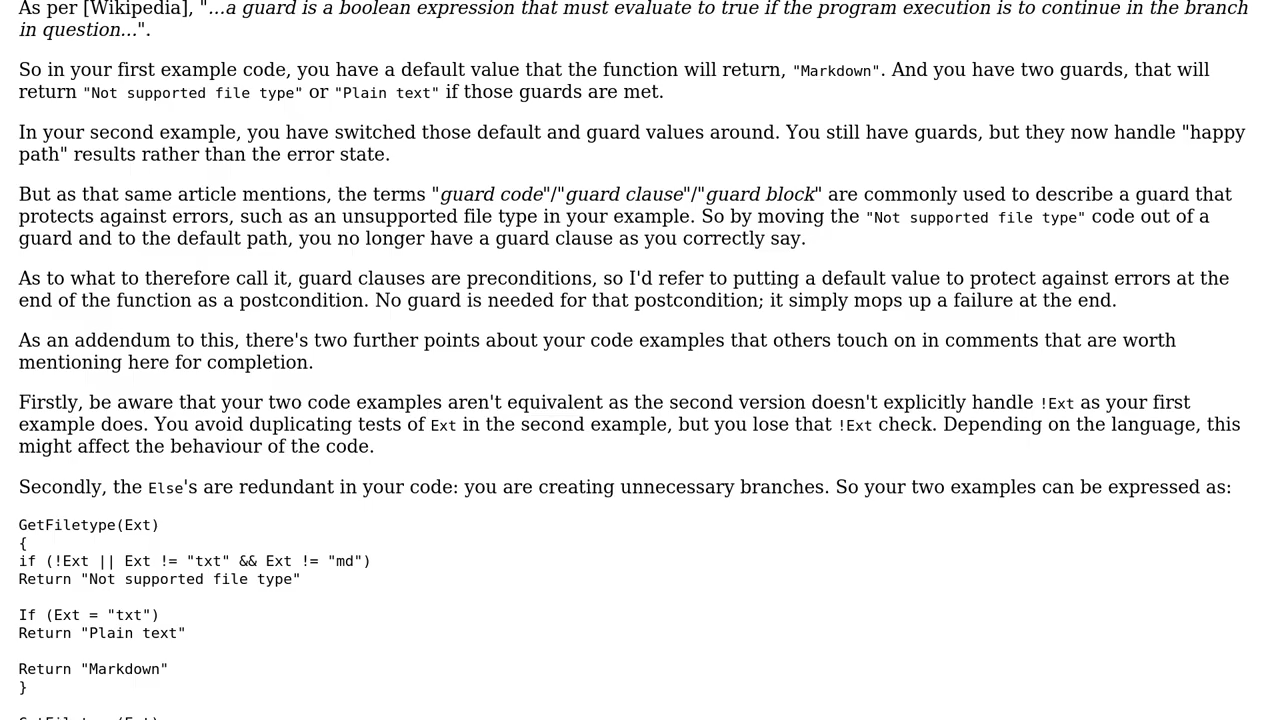 As per [Wikipedia], "...a guard is a boolean expression that must evaluate to true if the program execution is to continue in the branch
in question...".
So in your first example code, you have a default value that the function will return, "Markdown". And you have two guards, that will
return "Not supported file type" or "Plain text" if those guards are met.
In your second example, you have switched those default and guard values around. You still have guards, but they now handle "happy
path" results rather than the error state.
But as that same article mentions, the terms "guard code"/"guard clause"/"guard block" are commonly used to describe a guard that
protects against errors, such as an unsupported file type in your example. So by moving the "Not supported file type" code out of a
guard and to the default path, you no longer have a guard clause as you correctly say.
As to what to therefore call it, guard clauses are preconditions, so I'd refer to putting a default value to protect against errors at the
end of the function as a postcondition. No guard is needed for that postcondition; it simply mops up a failure at the end.
As an addendum to this, there's two further points about your code examples that others touch on in comments that are worth
mentioning here for completion.
Firstly, be aware that your two code examples aren't equivalent as the second version doesn't explicitly handle !Ext as your first
example does. You avoid duplicating tests of Ext in the second example, but you lose that !Ext check. Depending on the language, this
might affect the behaviour of the code.
Secondly, the Else's are redundant in your code: you are creating unnecessary branches. So your two examples can be expressed as:
GetFiletype(Ext)
{
if (!Ext || Ext != "txt" && Ext != "md")
Return "Not supported file type"
If (Ext = "txt")
Return "Plain text"
Return "Markdown"
}